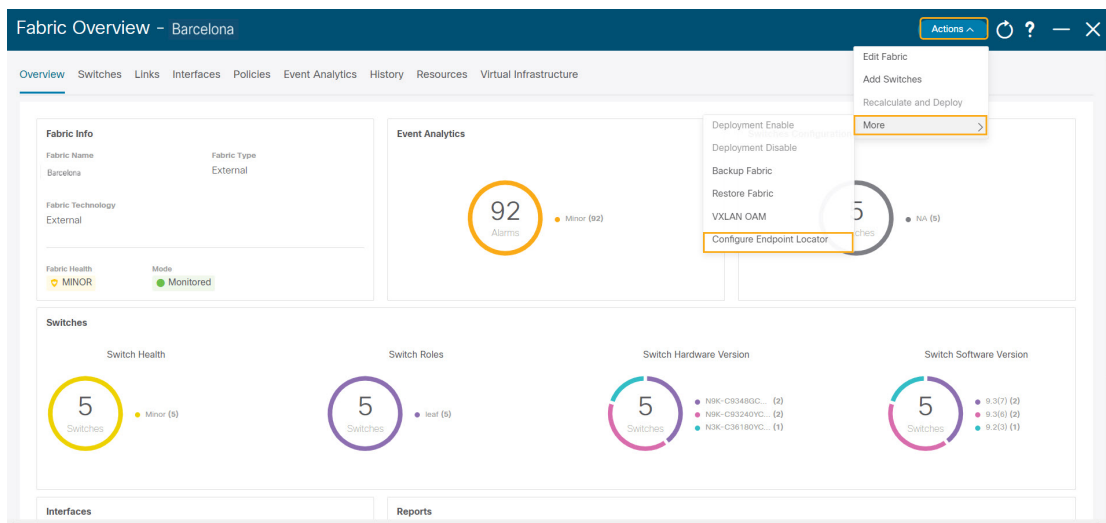 Fabric Overview - Barcelona
Actions
?
Edit Fabric
Add Switches
Recalculate and Deploy
More
Deployment Enable
Deployment Disable
Backup Fabric
Restore Fabric
VXLAN OAM
Configure Endpoint Locator
Overview Switches Links Interfaces Policies Event Analytics History Resources Virtual Infrastructure
Fabric Info
Fabric Name Fabric Type
Barcelona External
Fabric Technology
External
Fabric Health Mode
MINOR Monitored
Event Analytics
92
Alarms
Minor (92)
5
NA (5)
Switches
Switch Health
5
Switches
Minor (5)
Switch Roles
5
Switches
leaf (5)
Switch Hardware Version
5
Switches
N9K-C9348GC... (2)
N9K-C93240YC... (2)
N3K-C36180YC... (1)
Switch Software Version
5
Switches
9.3(7) (2)
9.3(6) (2)
9.2(3) (1)
Interfaces
Reports